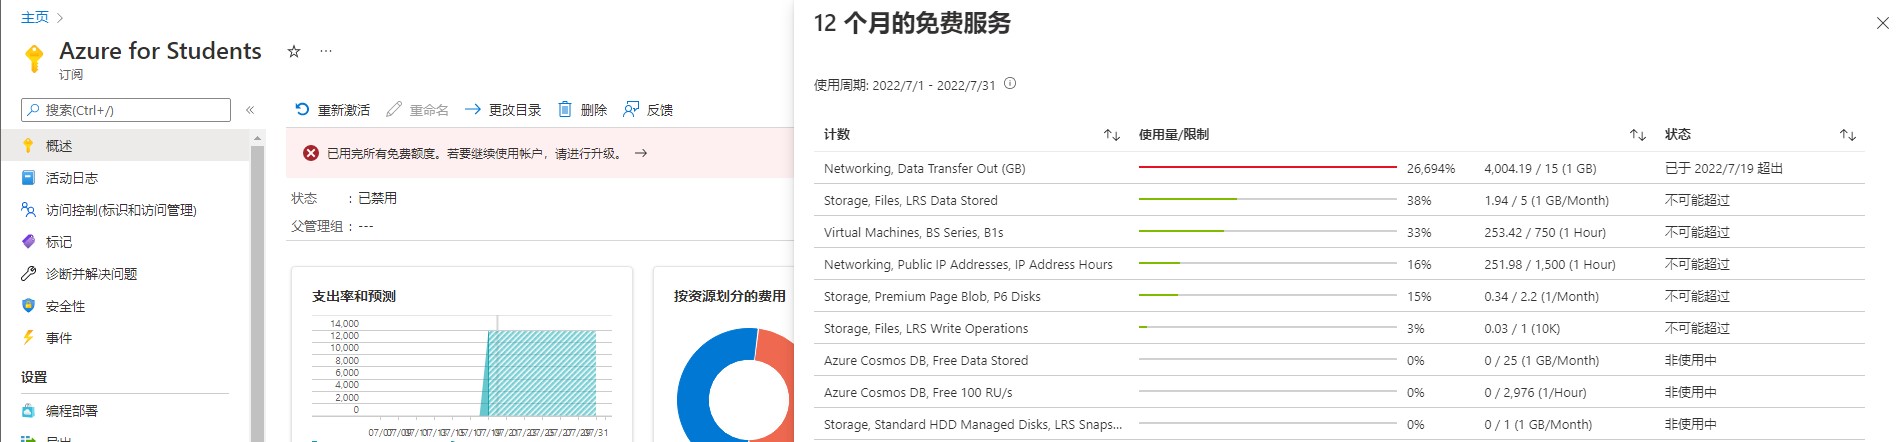 主页
Azure for Students
订阅
搜索(Ctrl+/)
概述
活动日志
访问控制(标识和访问管理)
标记
诊断并解决问题
安全性
事件
设置
编程部署
导出
重新激活 重命名 更改目录 删除 反馈
已用完所有免费额度。若要继续使用帐户，请进行升级。
状态 : 已禁用
父管理组 : ---
支出率和预测
14,000
12,000
10,000
8,000
6,000
4,000
2,000
0
按资源划分的费用
12 个月的免费服务
使用周期: 2022/7/1 - 2022/7/31
计数 使用量/限制 状态
Networking, Data Transfer Out (GB) 26,694% 4,004.19 / 15 (1 GB) 已于 2022/7/19 超出
Storage, Files, LRS Data Stored 38% 1.94 / 5 (1 GB/Month) 不可能超过
Virtual Machines, BS Series, B1s 33% 253.42 / 750 (1 Hour) 不可能超过
Networking, Public IP Addresses, IP Address Hours 16% 251.98 / 1,500 (1 Hour) 不可能超过
Storage, Premium Page Blob, P6 Disks 15% 0.34 / 2.2 (1/Month) 不可能超过
Storage, Files, LRS Write Operations 3% 0.03 / 1 (10K) 不可能超过
Azure Cosmos DB, Free Data Stored 0% 0 / 25 (1 GB/Month) 非使用中
Azure Cosmos DB, Free 100 RU/s 0% 0 / 2,976 (1/Hour) 非使用中
Storage, Standard HDD Managed Disks, LRS Snaps... 0% 0 / 1 (1 GB/Month) 非使用中